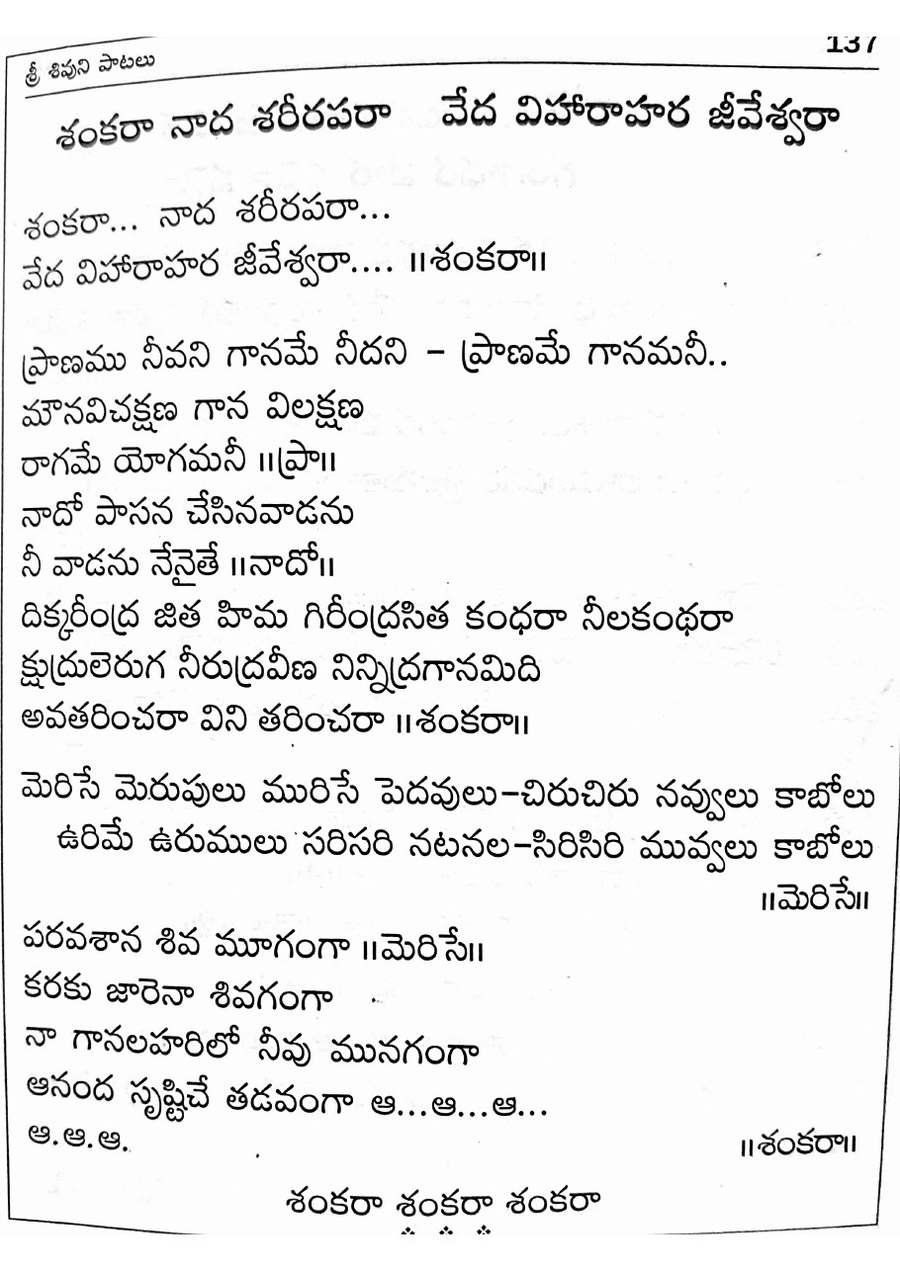 శ్రీ శివుని పాటలు
137
శంకరా నాద శరీరపరా వేద విహారాహర జీవేశ్వరా
శంకరా... నాద శరీరపరా...
వేద విహారాహర జీవేశ్వరా.... ॥శంకరా॥
ప్రాణము నీవని గానమే నీదని - ప్రాణమే గానమనీ..
మౌనవిచక్షణ గాన విలక్షణ
రాగమే యోగమనీ ॥ప్రా॥
నాదో పాసన చేసినవాడను
నీ వాడను నేనైతే ॥నాదో॥
దిక్కరీంద్ర జిత హిమ గిరీంద్రసిత కంధరా నీలకంథరా
క్షుద్రులెరుగ నీరుద్రవీణ నిన్నిద్రగానమిది
అవతరించరా విని తరించరా ॥శంకరా॥
మెరిసే మెరుపులు మురిసే పెదవులు-చిరుచిరు నవ్వులు కాబోలు
ఉరిమే ఉరుములు సరిసరి నటనల-సిరిసిరి మువ్వలు కాబోలు
॥మెరిసే॥
పరవశాన శివ మూగంగా ॥మెరిసే॥
కరకు జారెనా శివగంగా
నా గానలహరిలో నీవు మునగంగా
ఆనంద సృష్టిచే తడవంగా ఆ...ఆ...ఆ...
ఆ.ఆ.ఆ. ॥శంకరా॥
శంకరా శంకర్తా శంకరా